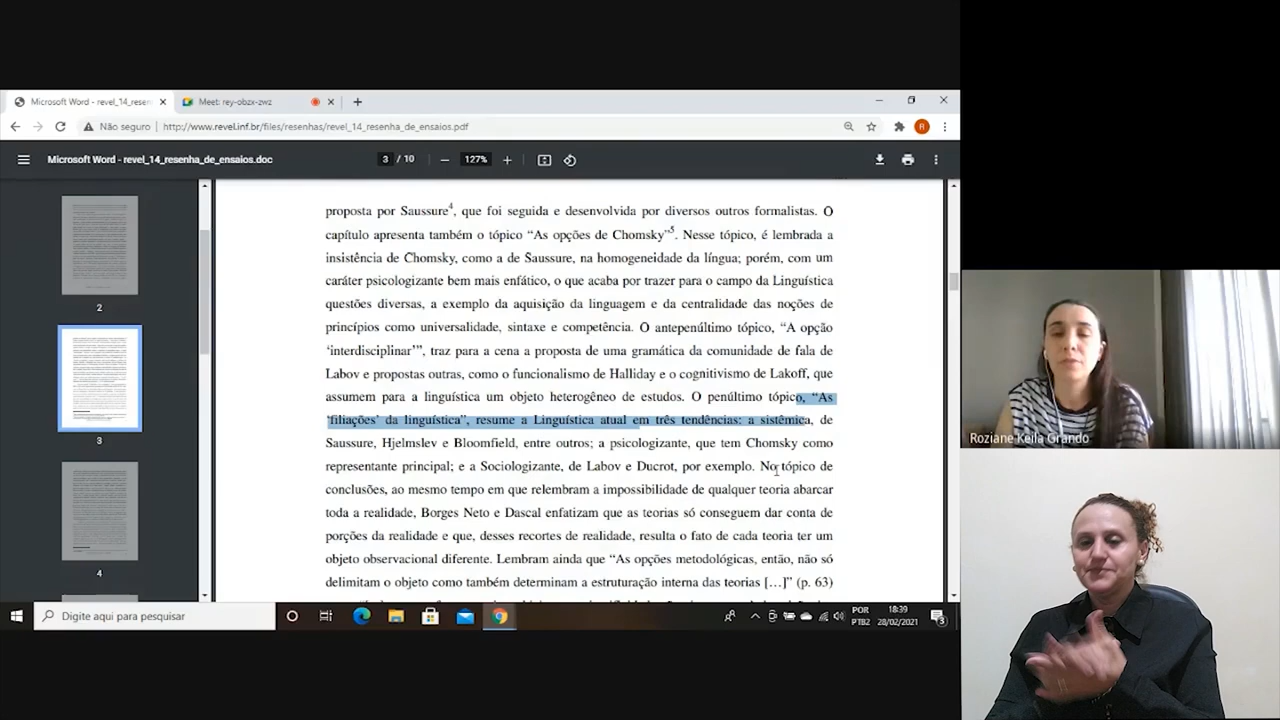 Microsoft Word - revel_14_resen
Meet: rey-obzx-zwz
Não seguro
http://www.revel.inf.br/files/resenhas/revel_14_resenha_de_ensaios.pdf
R
Microsoft Word - revel_14_resenha_de_ensaios.doc
3 / 10
127%
2
3
4
proposta por Saussure4, que foi seguida e desenvolvida por diversos outros formalistas. O
capítulo apresenta também o tópico “As opções de Chomsky”5. Nesse tópico, é lembrada a
insistência de Chomsky, como a de Saussure, na homogeneidade da língua; porém, com um
caráter psicologizante bem mais enfático, o que acaba por trazer para o campo da Linguística
questões diversas, a exemplo da aquisição da linguagem e da centralidade das noções de
princípios como universalidade, sintaxe e competência. O antepenúltimo tópico, “A opção
‘interdisciplinar’”, traz para a cena a proposta de uma gramática da comunidade de fala de
Labov e propostas outras, como o funcionalismo de Halliday e o cognitivismo de Lakoff, que
assumem para a linguística um objeto heterogêneo de estudos. O penúltimo tópico, “As
‘feições’ da linguística”, resume a Linguística atual em três tendências: a sistêmica, de
Saussure, Hjelmslev e Bloomfield, entre outros; a psicologizante, que tem Chomsky como
representante principal; e a Sociologizante, de Labov e Ducrot, por exemplo. No tópico de
conclusões, ao mesmo tempo em que relembram a impossibilidade de qualquer teoria abarcar
toda a realidade, Borges Neto e Dascal enfatizam que as teorias só conseguem dar conta de
porções da realidade e que, desses recortes de realidade, resulta o fato de cada teoria ter um
objeto observacional diferente. Lembram ainda que “As opções metodológicas, então, não só
delimitam o objeto como também determinam a estruturação interna das teorias [...]” (p. 63)
Digite aqui para pesquisar
POR
PTB2
18:39
28/02/2021
3
Roziane Keila Grando